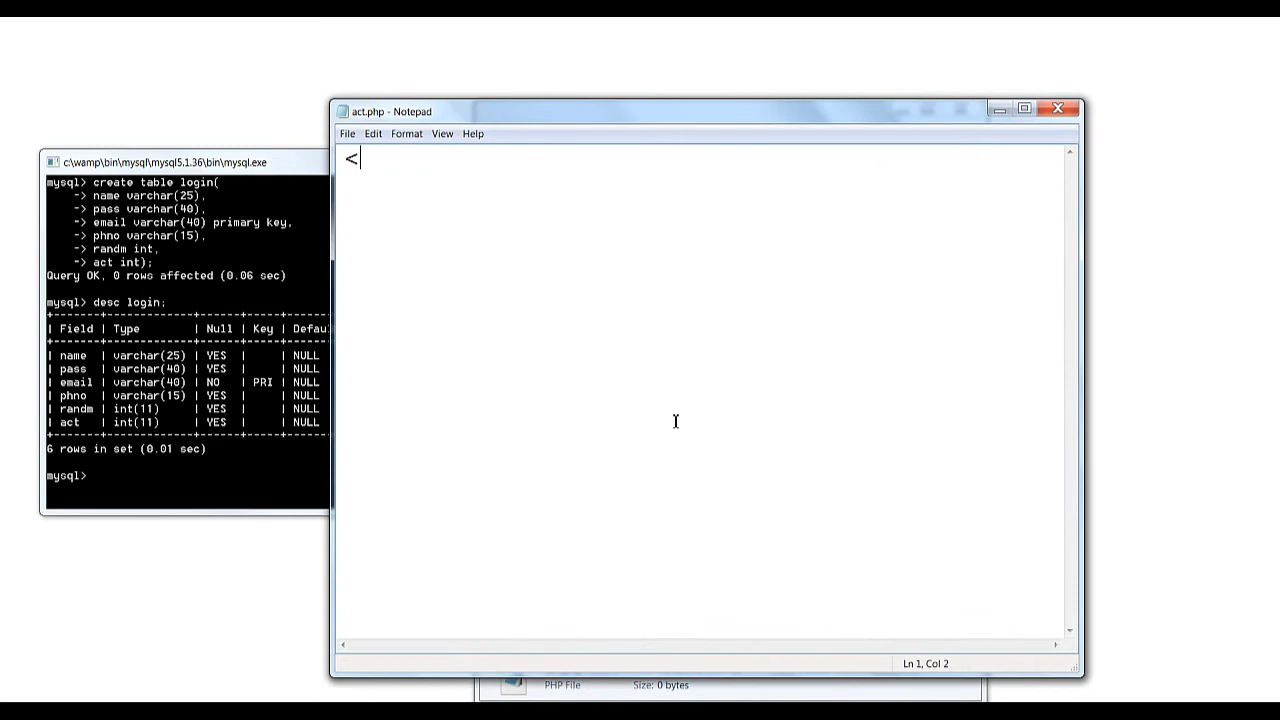 act.php - Notepad
File Edit Format View Help
<
c:\wamp\bin\mysql\mysql5.1.36\bin\mysql.exe
mysql> create table login(
-> name varchar(25),
-> pass varchar(40),
-> email varchar(40) primary key,
-> phno varchar(15),
-> randm int,
-> act int);
Query OK, 0 rows affected (0.06 sec)
mysql> desc login;
+--------+-------------+------+-----+------
| Field | Type | Null | Key | Defau
+--------+-------------+------+-----+------
| name | varchar(25) | YES | | NULL
| pass | varchar(40) | YES | | NULL
| email | varchar(40) | NO | PRI | NULL
| phno | varchar(15) | YES | | NULL
| randm | int(11) | YES | | NULL
| act | int(11) | YES | | NULL
+--------+-------------+------+-----+------
6 rows in set (0.01 sec)
mysql>
Ln 1, Col 2
PHP File Size: 0 bytes